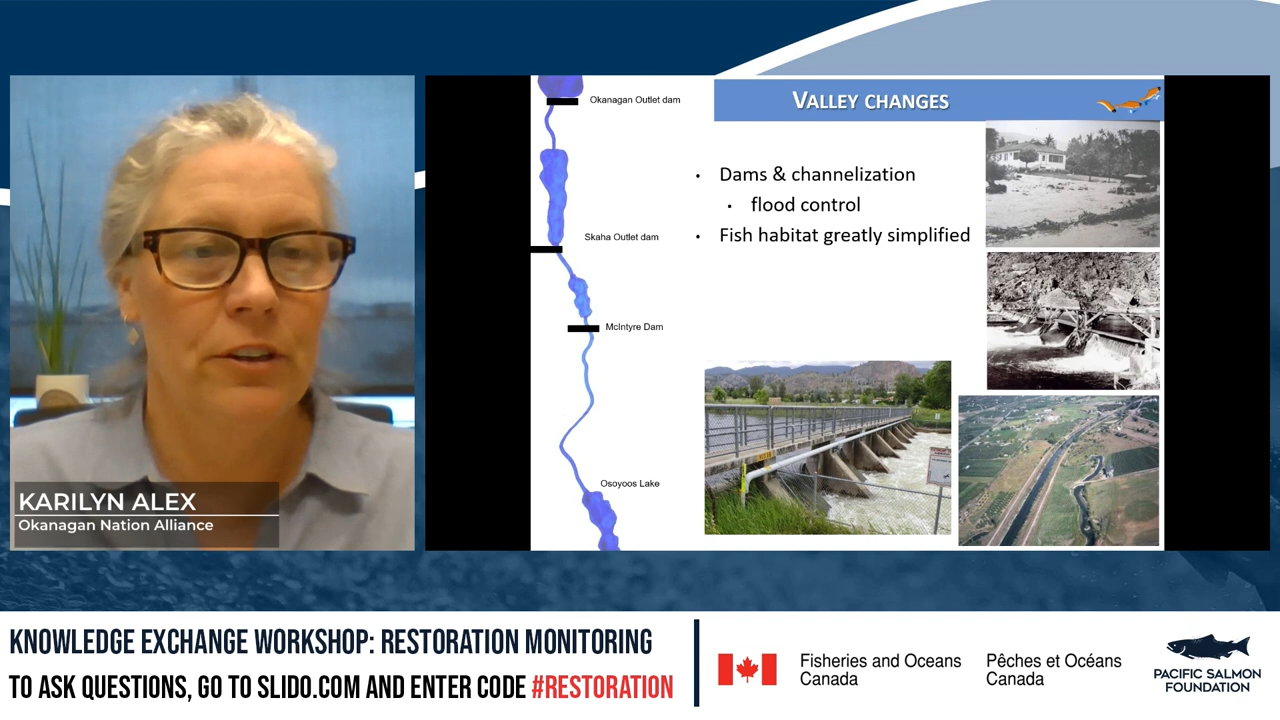 Okanagan Outlet dam
VALLEY CHANGES
• Dams & channelization
• flood control
Skaha Outlet dam
• Fish habitat greatly simplified
McIntyre Dam
Osoyoos Lake
KARILYN ALEX
Okanagan Nation Alliance
KNOWLEDGE EXCHANGE WORKSHOP: RESTORATION MONITORING
TO ASK QUESTIONS, GO TO SLIDO.COM AND ENTER CODE #RESTORATION
Fisheries and Oceans
Canada
Pêches et Océans
Canada
PACIFIC SALMON
FOUNDATION